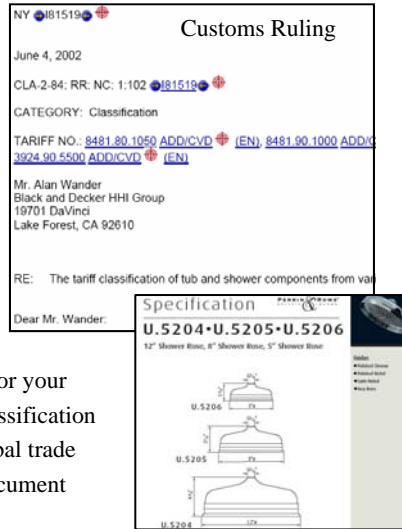 NY I81519
Customs Ruling
June 4, 2002
CLA-2-84: RR: NC: 1:102 I81519
CATEGORY: Classification
TARIFF NO.: 8481.80.1050 ADD/CVD (EN), 8481.90.1000 ADD/C
3924.90.5500 ADD/CVD (EN)
Mr. Alan Wander
Black and Decker HHI Group
19701 DaVinci
Lake Forest, CA 92610
RE: The tariff classification of tub and shower components from var
Dear Mr. Wander:
Specification
PERRIN & ROWE
U.5204•U.5205•U.5206
12" Shower Rose, 8" Shower Rose, 5" Shower Rose
or your
ssification
bal trade
cument
U.5206
U.5205
U.5204